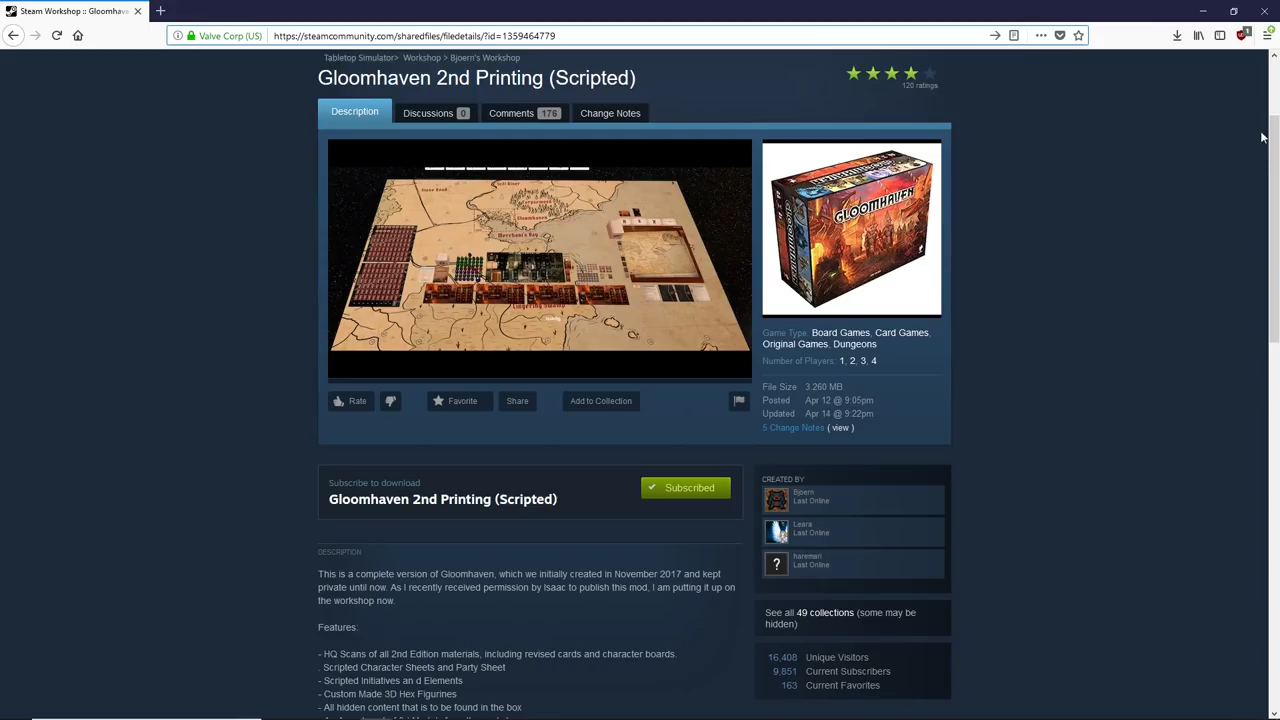 Steam Workshop :: Gloomhave
Valve Corp (US)
https://steamcommunity.com/sharedfiles/filedetails/?id=1359464779
Tabletop Simulator> Workshop > Bjoern's Workshop
Gloomhaven 2nd Printing (Scripted)
120 ratings
Description
Discussions 0
Comments 176
Change Notes
Gloomhaven
Merchant's Bay
Lingering Swamp
GLOOMHAVEN
Game Type: Board Games, Card Games,
Original Games, Dungeons
Number of Players: 1, 2, 3, 4
File Size 3.260 MB
Posted Apr 12 @ 9:05pm
Updated Apr 14 @ 9:22pm
5 Change Notes ( view )
Rate
Favorite
Share
Add to Collection
Subscribe to download
Gloomhaven 2nd Printing (Scripted)
Subscribed
CREATED BY
Bjoern
Last Online
Leara
Last Online
haremari
Last Online
DESCRIPTION
This is a complete version of Gloomhaven, which we initially created in November 2017 and kept
private until now. As I recently received permission by Isaac to publish this mod, I am putting it up on
the workshop now.
Features:
- HQ Scans of all 2nd Edition materials, including revised cards and character boards.
. Scripted Character Sheets and Party Sheet
- Scripted Initiatives an d Elements
- Custom Made 3D Hex Figurines
- All hidden content that is to be found in the box
See all 49 collections (some may be
hidden)
16,408 Unique Visitors
9,851 Current Subscribers
163 Current Favorites